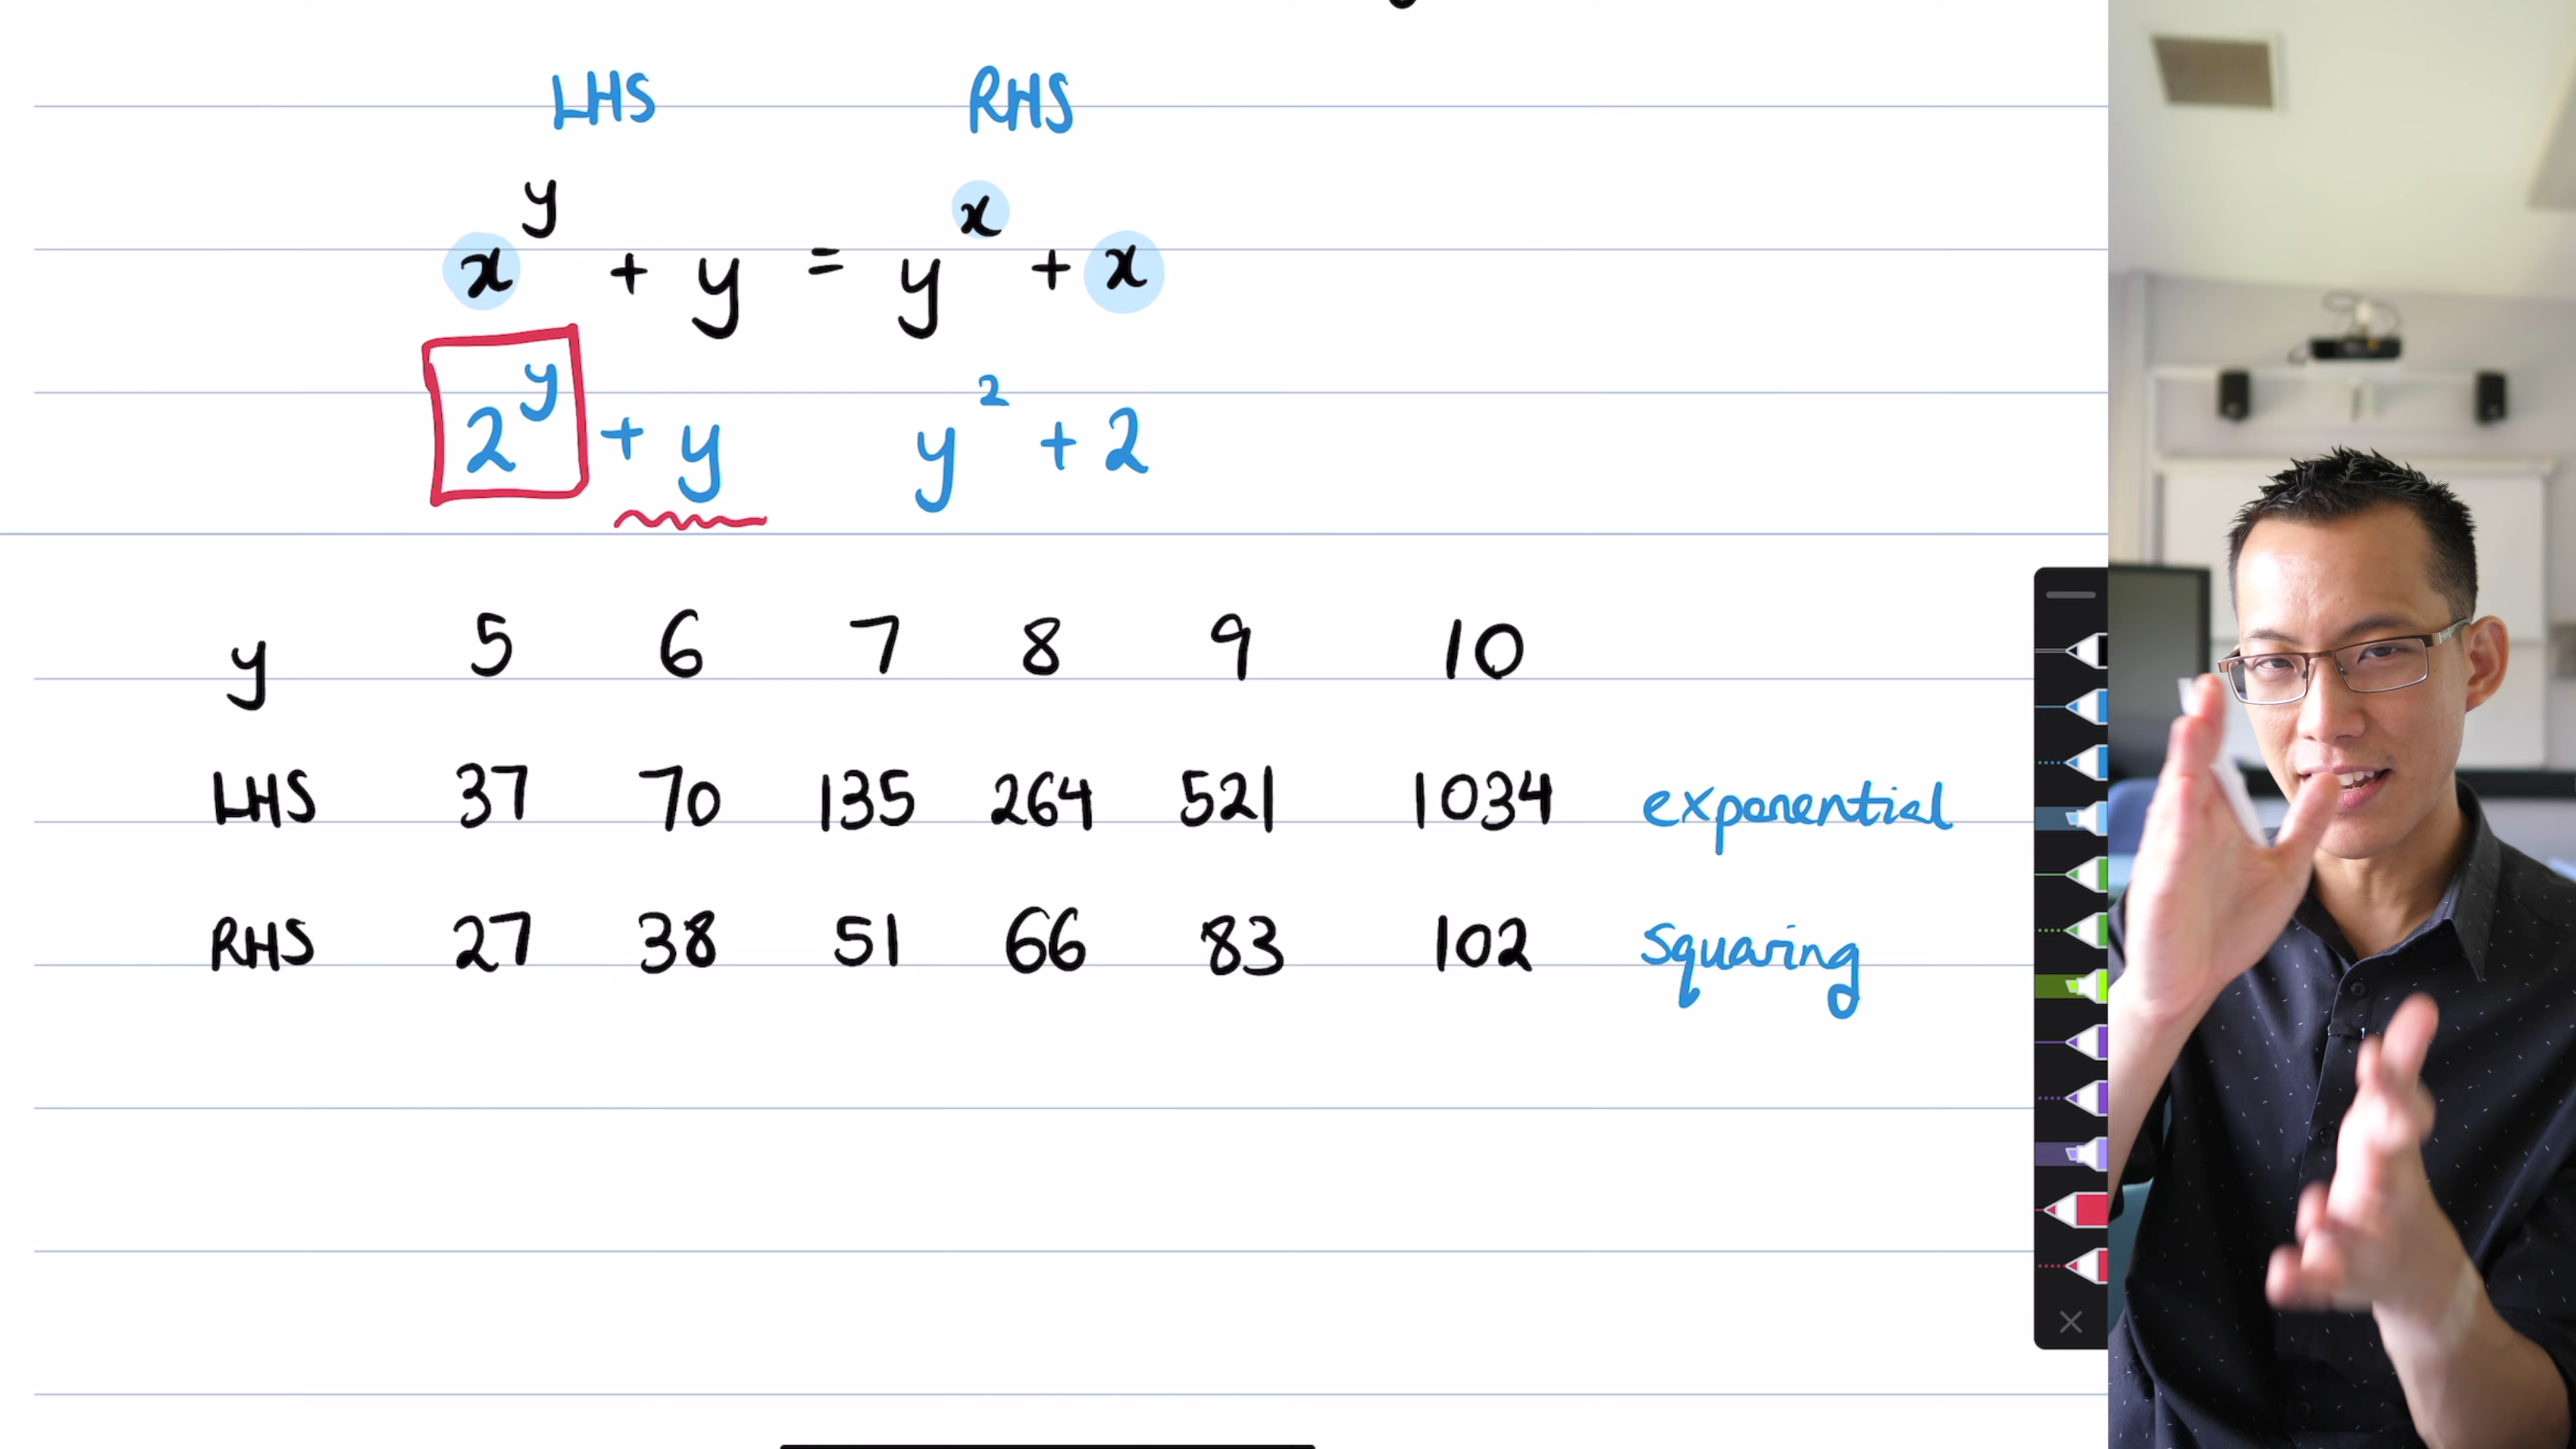 LHS RHS
x^y + y = y^x + x
2^y + y y^2 + 2
y 5 6 7 8 9 10
LHS 37 70 135 264 521 1034 exponential
RHS 27 38 51 66 83 102 squaring